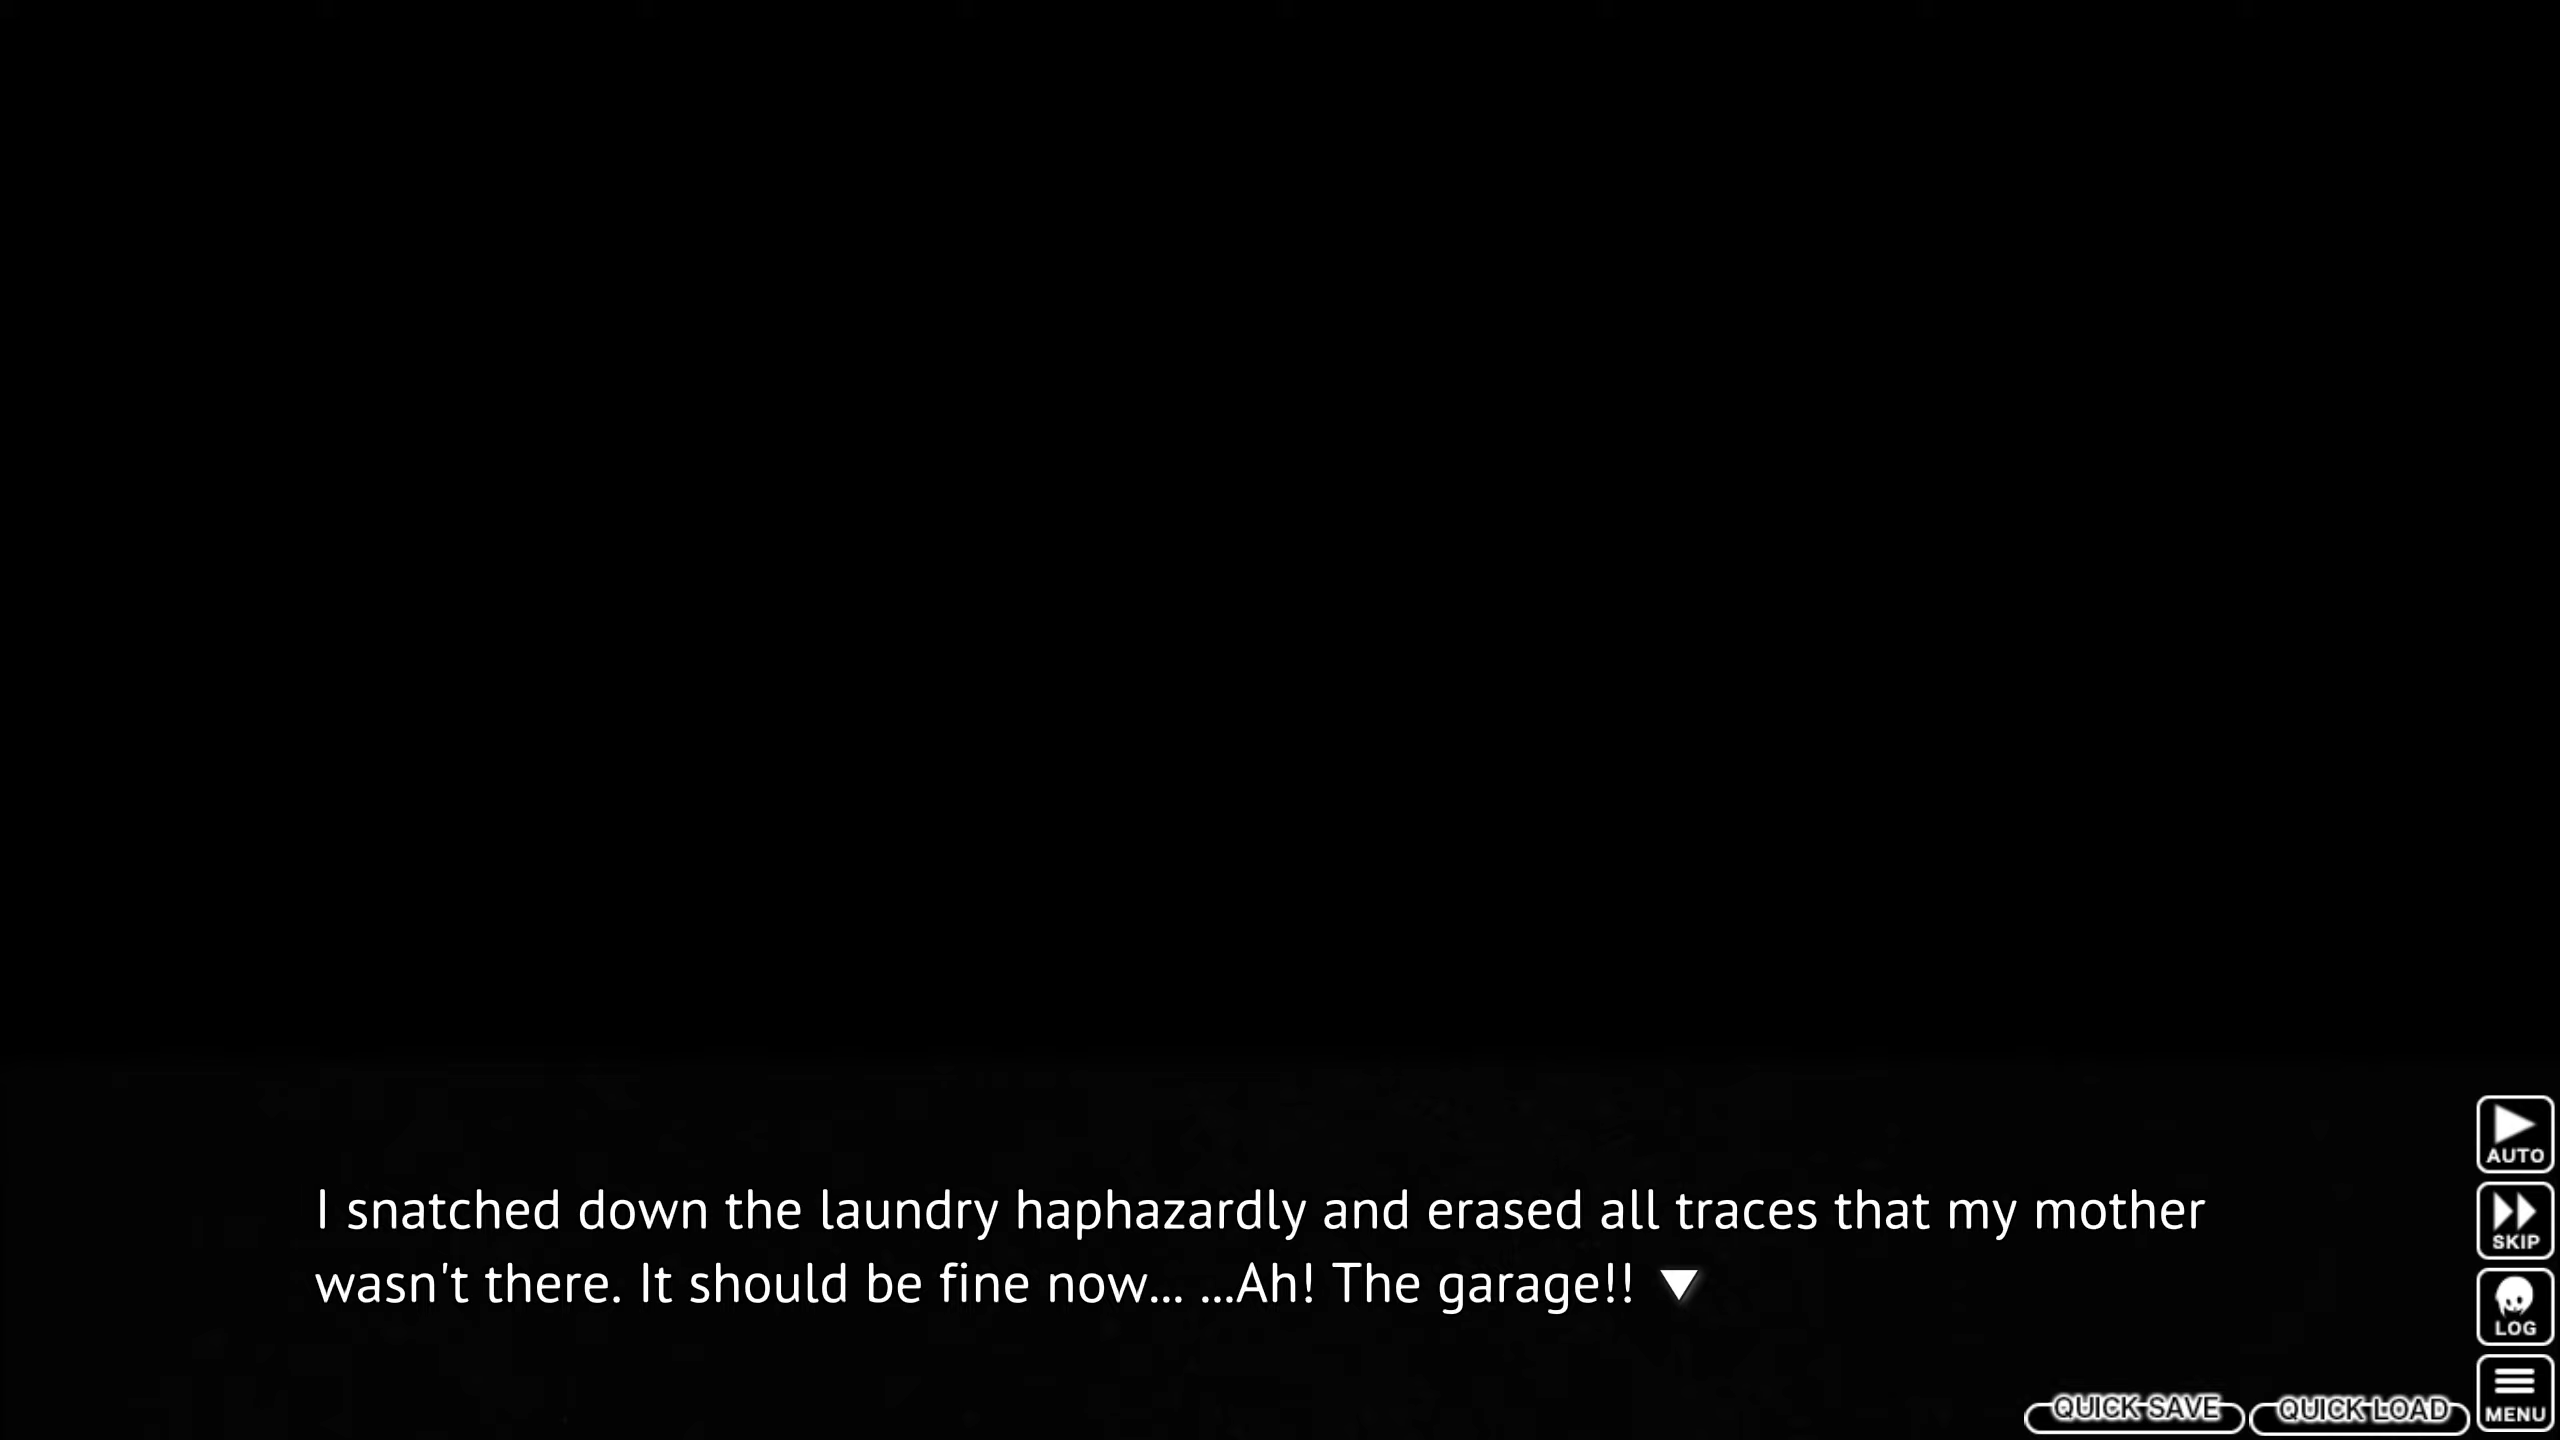 I snatched down the laundry haphazardly and erased all traces that my mother
wasn't there. It should be fine now... ...Ah! The garage!!
AUTO
SKIP
LOG
MENU
QUICK SAVE
QUICK LOAD